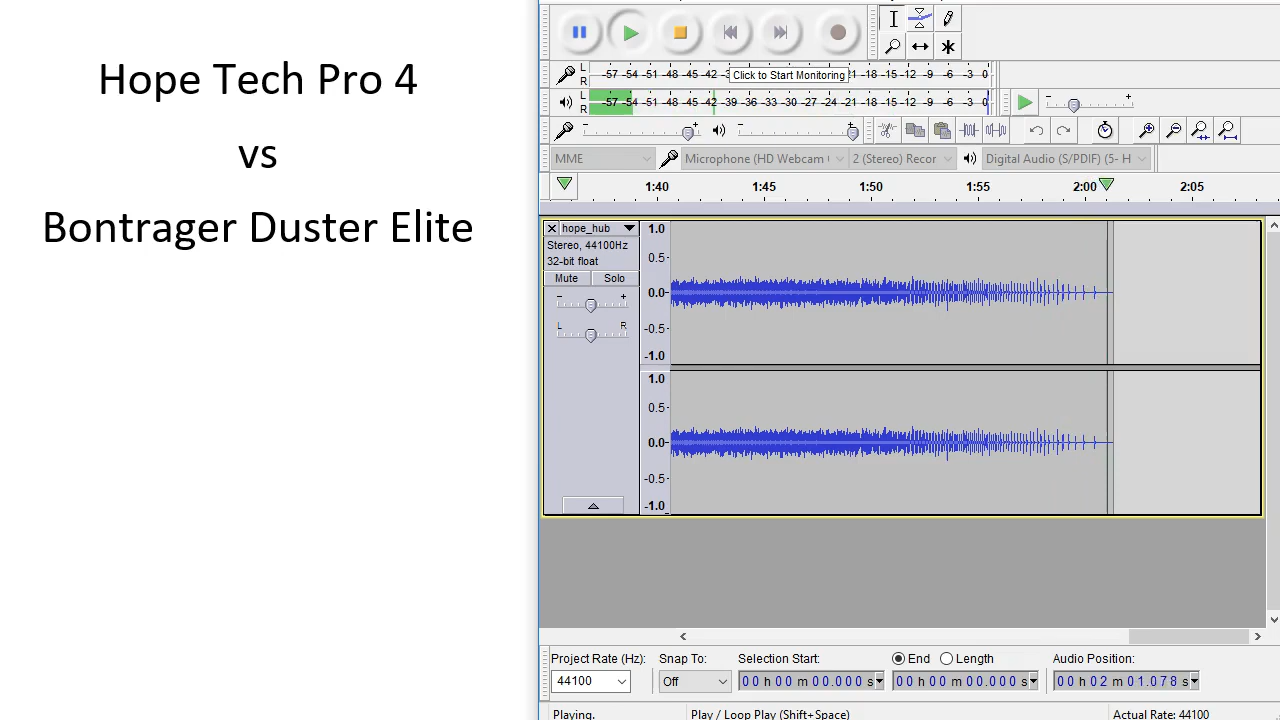 Hope Tech Pro 4
vs
Bontrager Duster Elite
L
R
-57 -54 -51 -48 -45 -42 Click to Start Monitoring -21 -18 -15 -12 -9 -6 -3 0
L
R
-57 -54 -51 -48 -45 -42 -39 -36 -33 -30 -27 -24 -21 -18 -15 -12 -9 -6 -3 0
MME
Microphone (HD Webcam
2 (Stereo) Recor
Digital Audio (S/PDIF) (5- H
1:40 1:45 1:50 1:55 2:00 2:05
hope_hub
Stereo, 44100Hz
32-bit float
Mute Solo
- +
L R
1.0
0.5
0.0
-0.5
-1.0
1.0
0.5
0.0
-0.5
-1.0
Project Rate (Hz): Snap To: Selection Start: End Length Audio Position:
44100 Off 00 h 00 m 00.000 s 00 h 00 m 00.000 s 00 h 02 m 01.078 s
Playing. Play / Loop Play (Shift+Space) Actual Rate: 44100